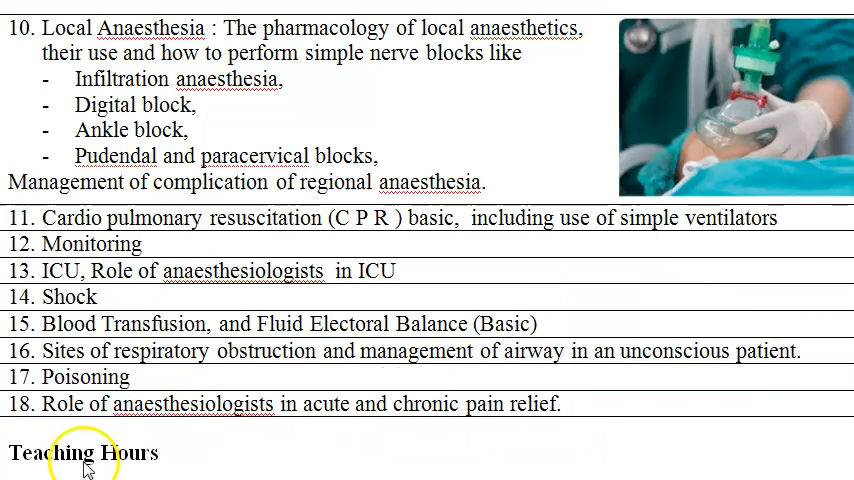 10. Local Anaesthesia : The pharmacology of local anaesthetics,
their use and how to perform simple nerve blocks like
- Infiltration anaesthesia,
- Digital block,
- Ankle block,
- Pudendal and paracervical blocks,
Management of complication of regional anaesthesia.
11. Cardio pulmonary resuscitation (C P R ) basic, including use of simple ventilators
12. Monitoring
13. ICU, Role of anaesthesiologists in ICU
14. Shock
15. Blood Transfusion, and Fluid Electoral Balance (Basic)
16. Sites of respiratory obstruction and management of airway in an unconscious patient.
17. Poisoning
18. Role of anaesthesiologists in acute and chronic pain relief.
Teaching Hours